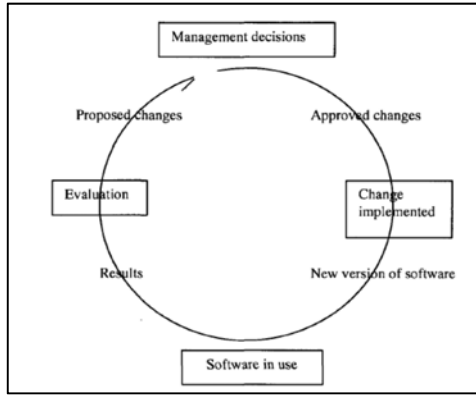 Management decisions
Proposed changes
Approved changes
Evaluation
Change
implemented
Results
New version of software
Software in use